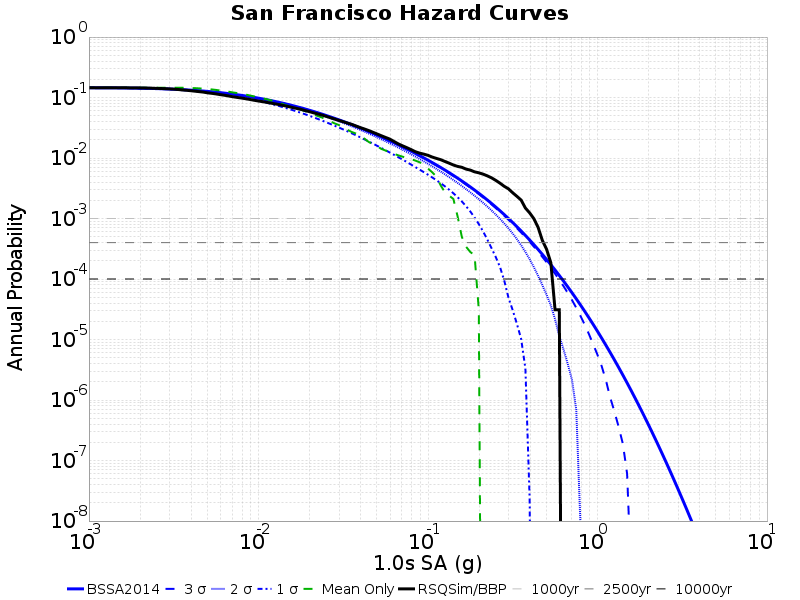 San Francisco Hazard Curves
10^0
10^-1
10^-2
10^-3
10^-4
10^-5
10^-6
10^-7
10^-8
Annual Probability
10^-3 10^-2 10^-1 10^0 10^1
1.0s SA (g)
BSSA2014 3 σ 2 σ 1 σ Mean Only RSQSim/BBP 1000yr 2500yr 10000yr